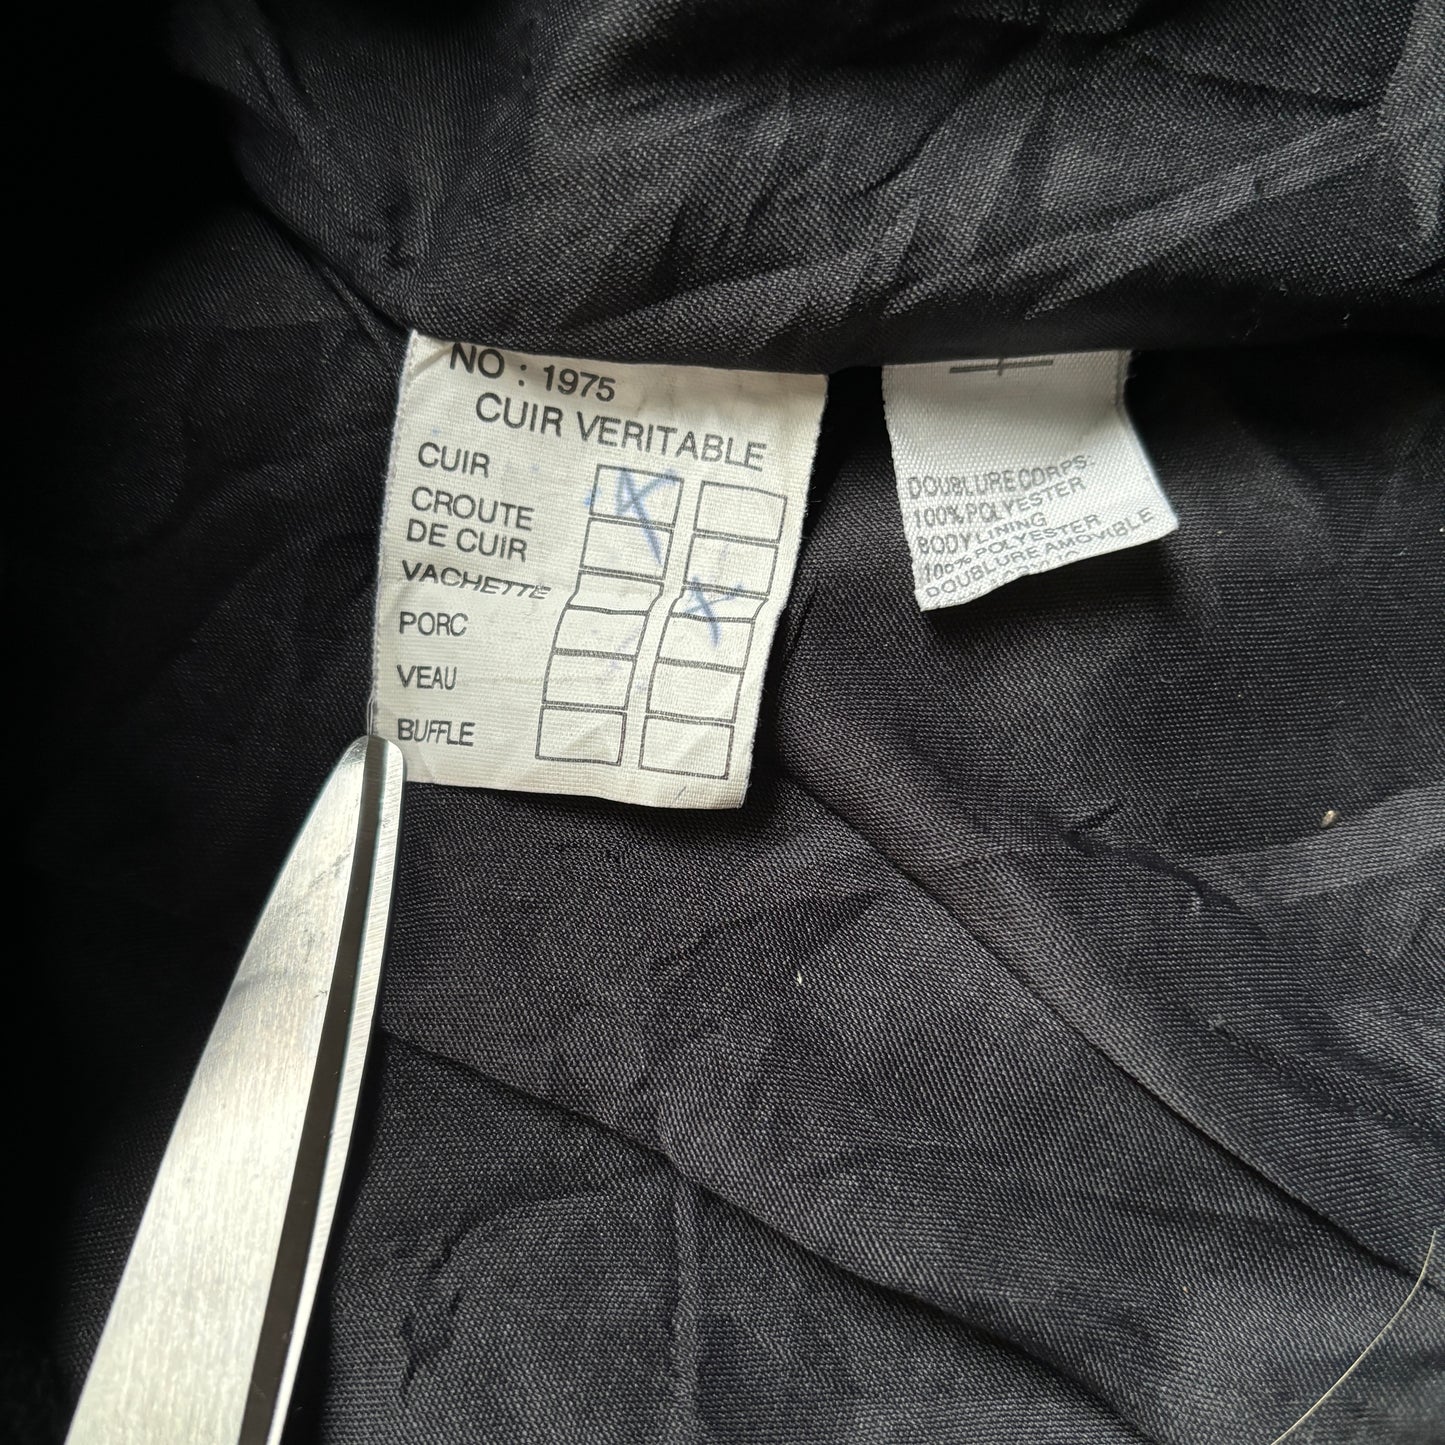 NO : 1975
CUIR VERITABLE
CUIR
CROUTE
DE CUIR
VACHETTE
PORC
VEAU
BUFFLE
DOUBLURE CORPS:
100% POLYESTER
BODY LINING
100% POLYESTER
DOUBLURE AMOVIBLE